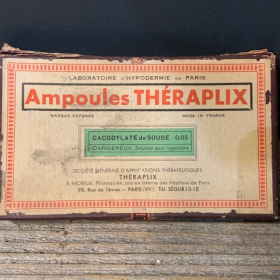 LABORATOIRE D'HYPODERMIE DE PARIS
Ampoules THÉRAPLIX
MARQUE DÉPOSÉE MADE IN FRANCE
CACODYLATE de SOUDE 0,05
DANGEREUX, Solution pour injections
SOCIÉTÉ GÉNÉRALE D'APPLICATIONS THÉRAPEUTIQUES
THÉRAPLIX
R. MOREUX, Pharmacien, ancien Interne des Hôpitaux de Paris
98, Rue de Sèvres - PARIS (VIIe) Tél. SÉGUR 13-10